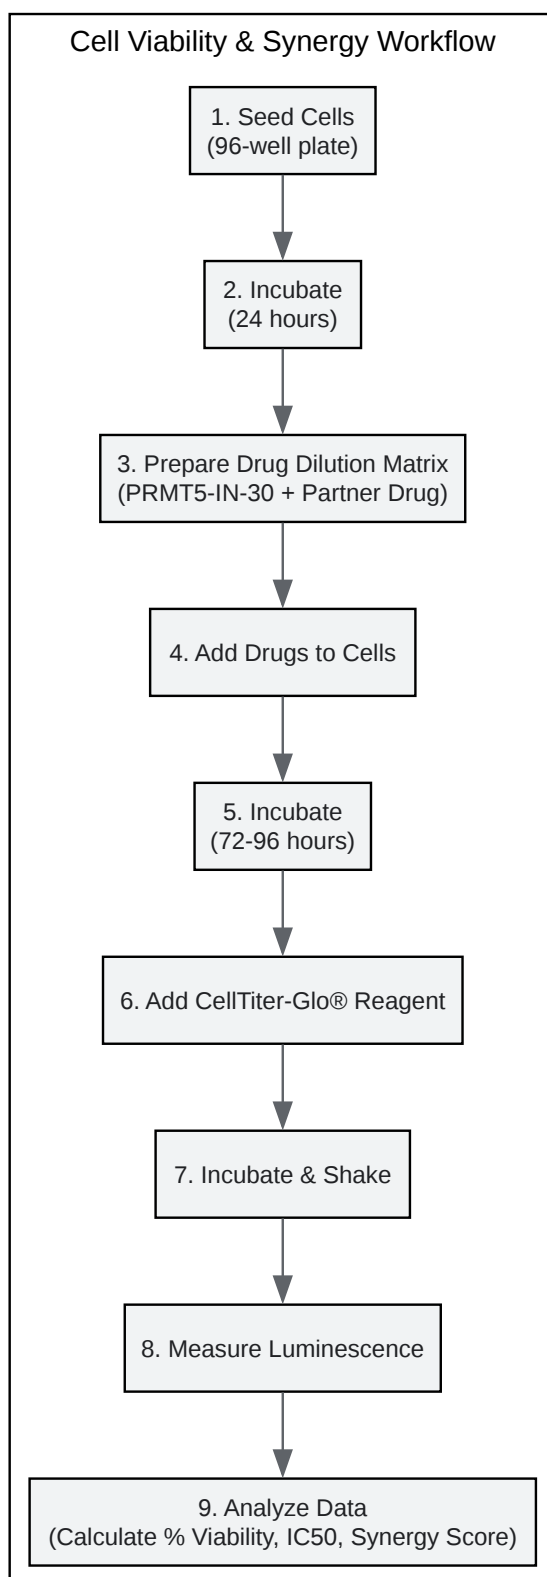 Cell Viability & Synergy Workflow
1. Seed Cells
(96-well plate)
2. Incubate
(24 hours)
3. Prepare Drug Dilution Matrix
(PRMT5-IN-30 + Partner Drug)
4. Add Drugs to Cells
5. Incubate
(72-96 hours)
6. Add CellTiter-Glo® Reagent
7. Incubate & Shake
8. Measure Luminescence
9. Analyze Data
(Calculate % Viability, IC50, Synergy Score)